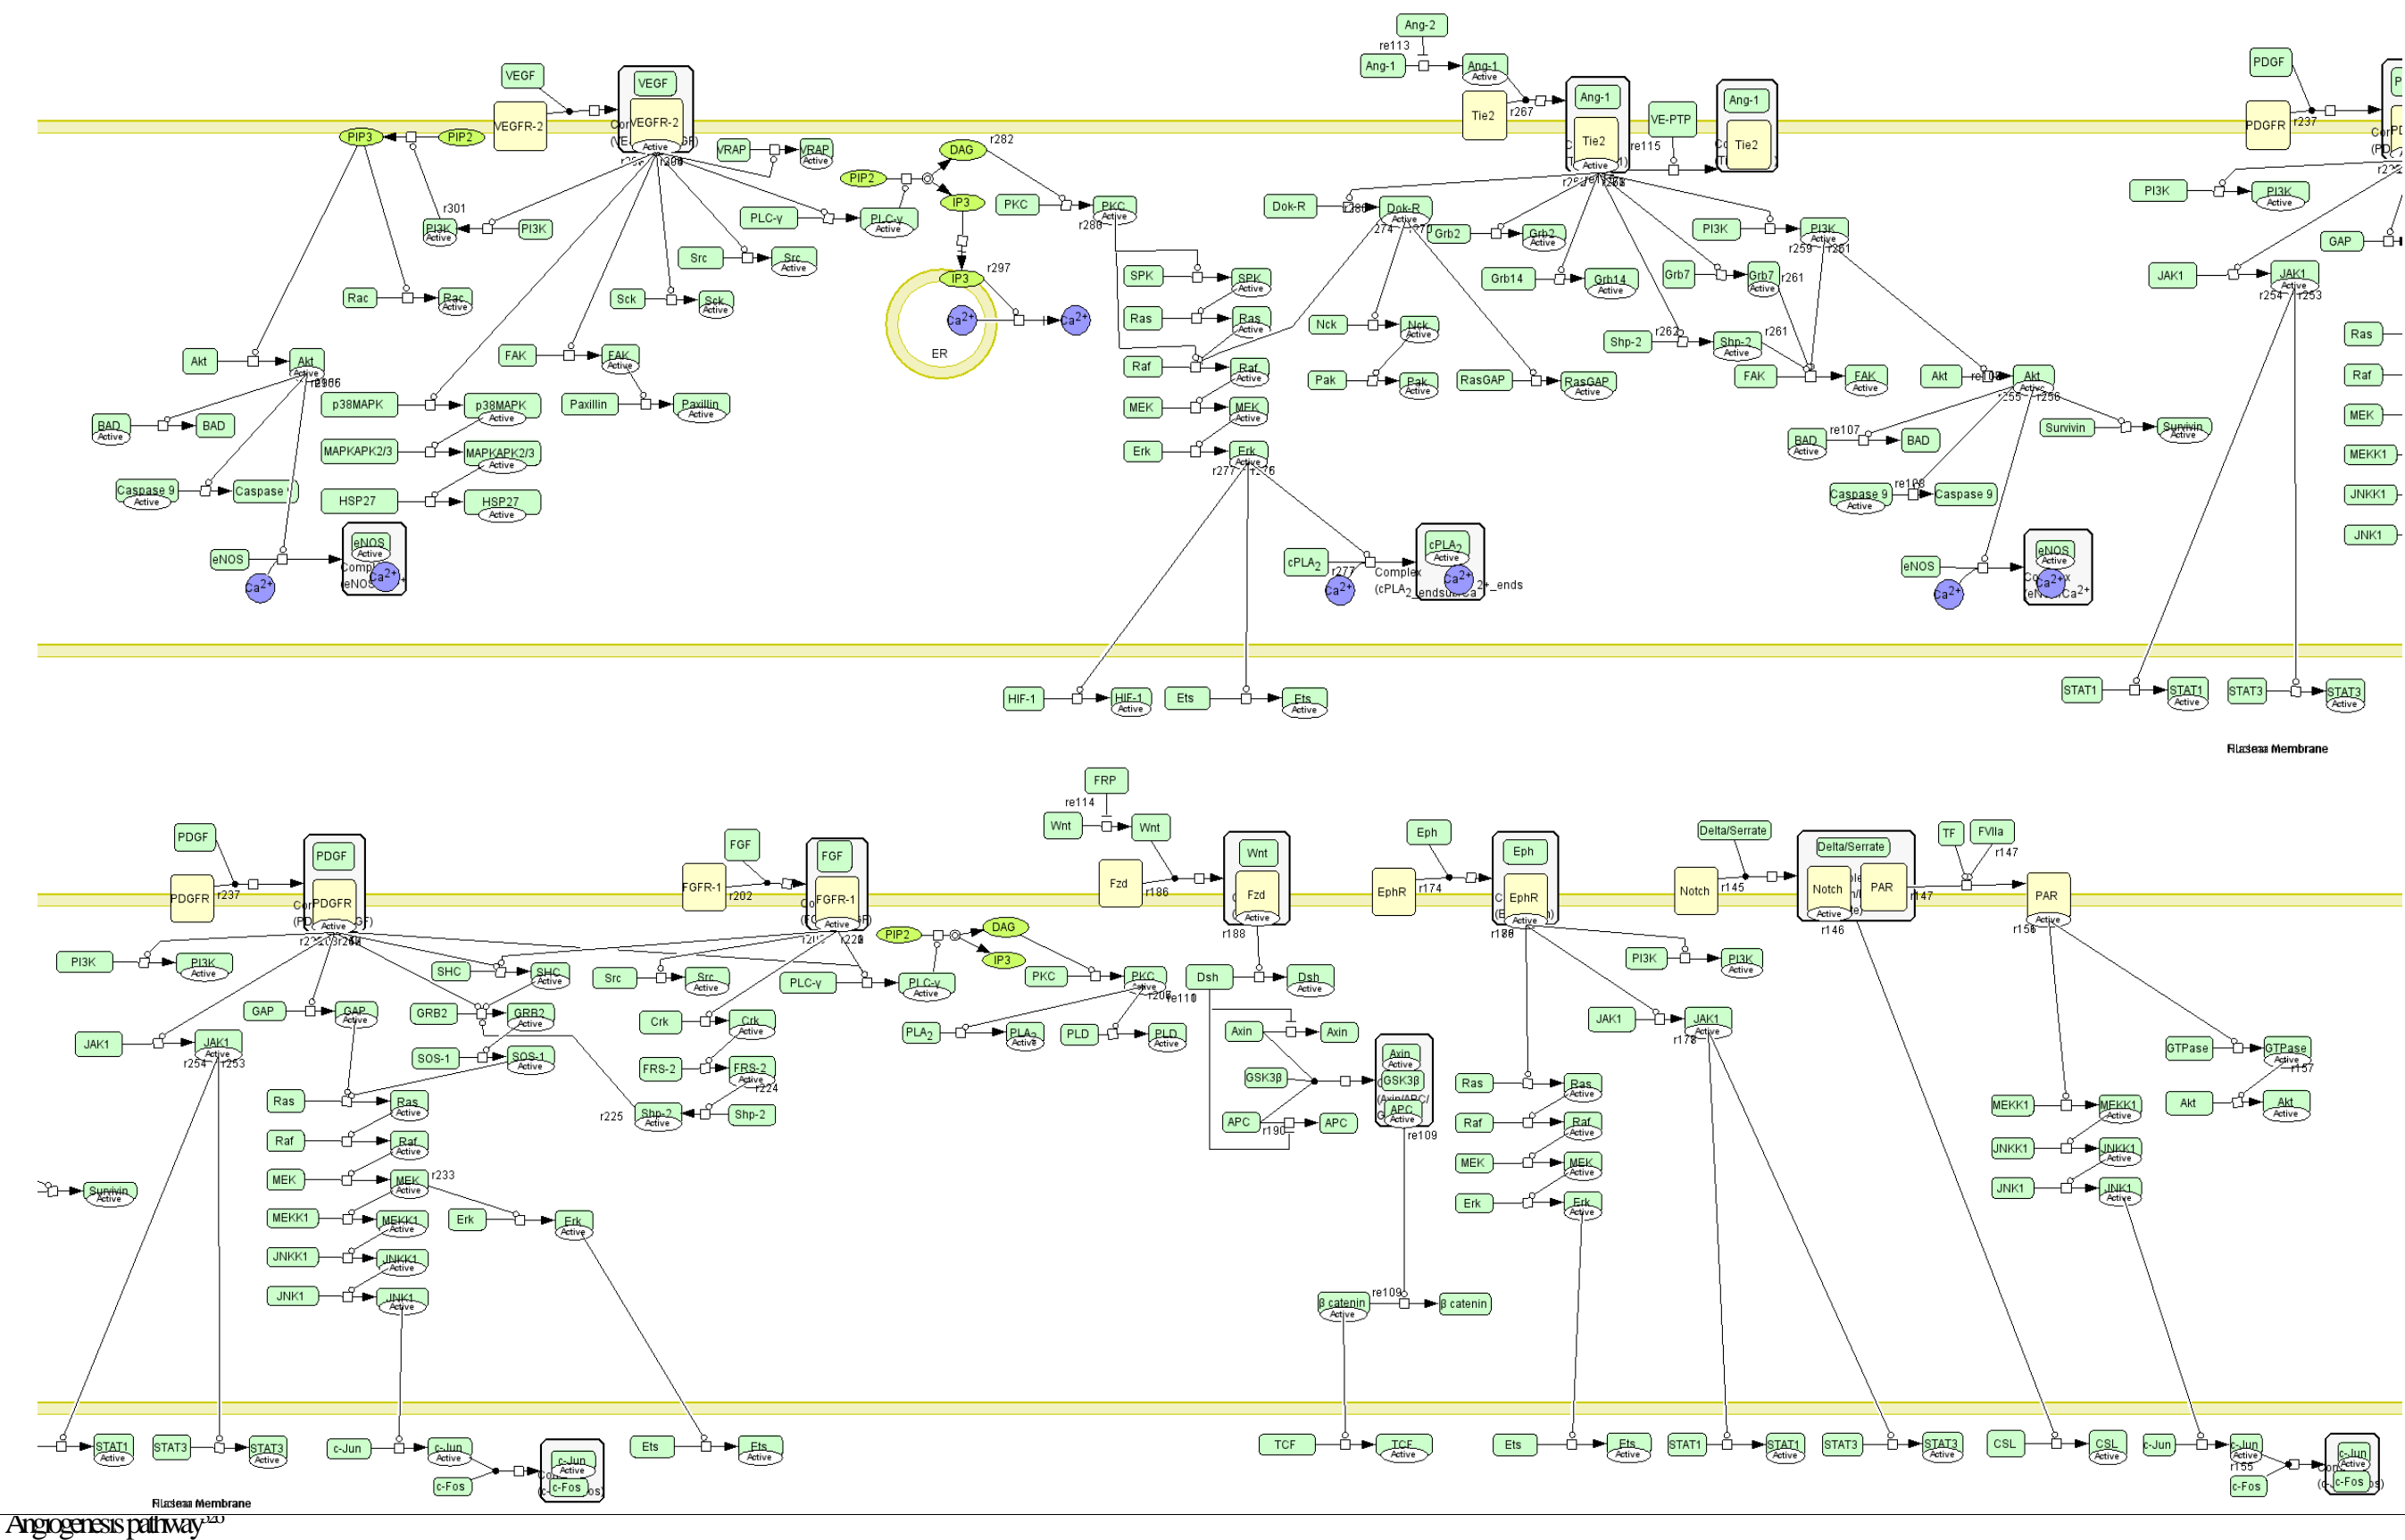 Ang-2
re113
Ang-1
Ang-1
Active
VEGF
VEGF
VEGFR-2
VEGFR-2
Active
PIP3
PIP2
Tie2
r267
Ang-1
Tie2
Active
VE-PTP
re115
Ang-1
Tie2
PDGF
PDGFR
r237
VRAP
VRAP
Active
PIP2
DAG
r282
IP3
PKC
PKC
Active
r280
r301
PI3K
Active
PI3K
PLC-γ
PLC-γ
Active
Src
Src
Active
Sck
Sck
Active
Rac
Rac
Active
IP3
r297
Ca2+
Ca2+
ER
SPK
SPK
Active
Ras
Ras
Active
Raf
Raf
Active
MEK
MEK
Active
Erk
Erk
Active
r277
Dok-R
Dok-R
Active
Grb2
Grb2
Active
Grb14
Grb14
Active
Grb7
Grb7
Active
r261
PI3K
PI3K
Active
r259
r261
Nck
Nck
Active
Pak
Pak
Active
RasGAP
RasGAP
Active
Shp-2
r262
Shp-2
Active
r261
FAK
FAK
Active
Akt
Akt
Active
r256
Survivin
Survivin
Active
BAD
Active
re107
BAD
Caspase 9
Active
Caspase 9
eNOS
Ca2+
eNOS
Active
Ca2+
PI3K
PI3K
Active
GAP
JAK1
JAK1
Active
r254
r253
Ras
Raf
MEK
MEKK1
JNKK1
JNK1
Akt
Akt
Active
BAD
Active
BAD
Caspase 9
Active
Caspase
p38MAPK
p38MAPK
Active
MAPKAPK2/3
MAPKAPK2/3
Active
HSP27
HSP27
Active
FAK
FAK
Active
Paxillin
Paxillin
Active
eNOS
Ca2+
eNOS
Active
Ca2+
cPLA2
r277
Ca2+
cPLA2
Active
Ca2+
Complex
HIF-1
HIF-1
Active
Ets
Ets
Active
STAT1
STAT1
Active
STAT3
STAT3
Active
Membrane
FRP
re114
Wnt
Wnt
PDGF
PDGFR
r237
PDGF
PDGFR
Active
FGF
FGFR-1
r202
FGF
FGFR-1
Active
Fzd
r186
Wnt
Fzd
Active
r188
Eph
EphR
r174
Eph
EphR
Active
Delta/Serrate
Notch
r145
Delta/Serrate
Notch
Active
PAR
r146
TF
FVIIa
r147
r147
PAR
Active
PI3K
PI3K
Active
SHC
SHC
Active
Src
Src
Active
PLC-γ
PLC-γ
Active
PIP2
DAG
IP3
PKC
PKC
Active
Dsh
Dsh
Active
PI3K
PI3K
Active
GAP
GAP
Active
GRB2
GRB2
Active
SOS-1
SOS-1
Active
JAK1
JAK1
Active
r254
r253
Crk
Crk
Active
FRS-2
FRS-2
Active
r224
r225
Shp-2
Active
Shp-2
PLA2
PLA2
Active
PLD
PLD
Active
Axin
Axin
GSK3β
APC
r190
APC
Axin
Active
GSK3β
APC
Active
re109
JAK1
JAK1
Active
r178
GTPase
GTPase
Active
r157
Akt
Akt
Active
Ras
Ras
Active
Raf
Raf
Active
MEK
MEK
Active
r233
MEKK1
MEKK1
Active
Erk
Erk
Active
JNKK1
JNKK1
Active
JNK1
JNK1
Active
Survivin
Active
Ras
Ras
Active
Raf
Raf
Active
MEK
MEK
Active
Erk
Erk
Active
MEKK1
MEKK1
Active
JNKK1
JNKK1
Active
JNK1
JNK1
Active
β catenin
Active
re109
β catenin
STAT1
Active
STAT3
STAT3
Active
c-Jun
c-Jun
Active
c-Fos
c-Jun
Active
c-Fos
Ets
Ets
Active
TCF
TCF
Active
Ets
Ets
Active
STAT1
STAT1
Active
STAT3
STAT3
Active
CSL
CSL
Active
c-Jun
c-Jun
Active
r155
c-Fos
c-Jun
Active
c-Fos
Membrane
Angiogenesis pathway